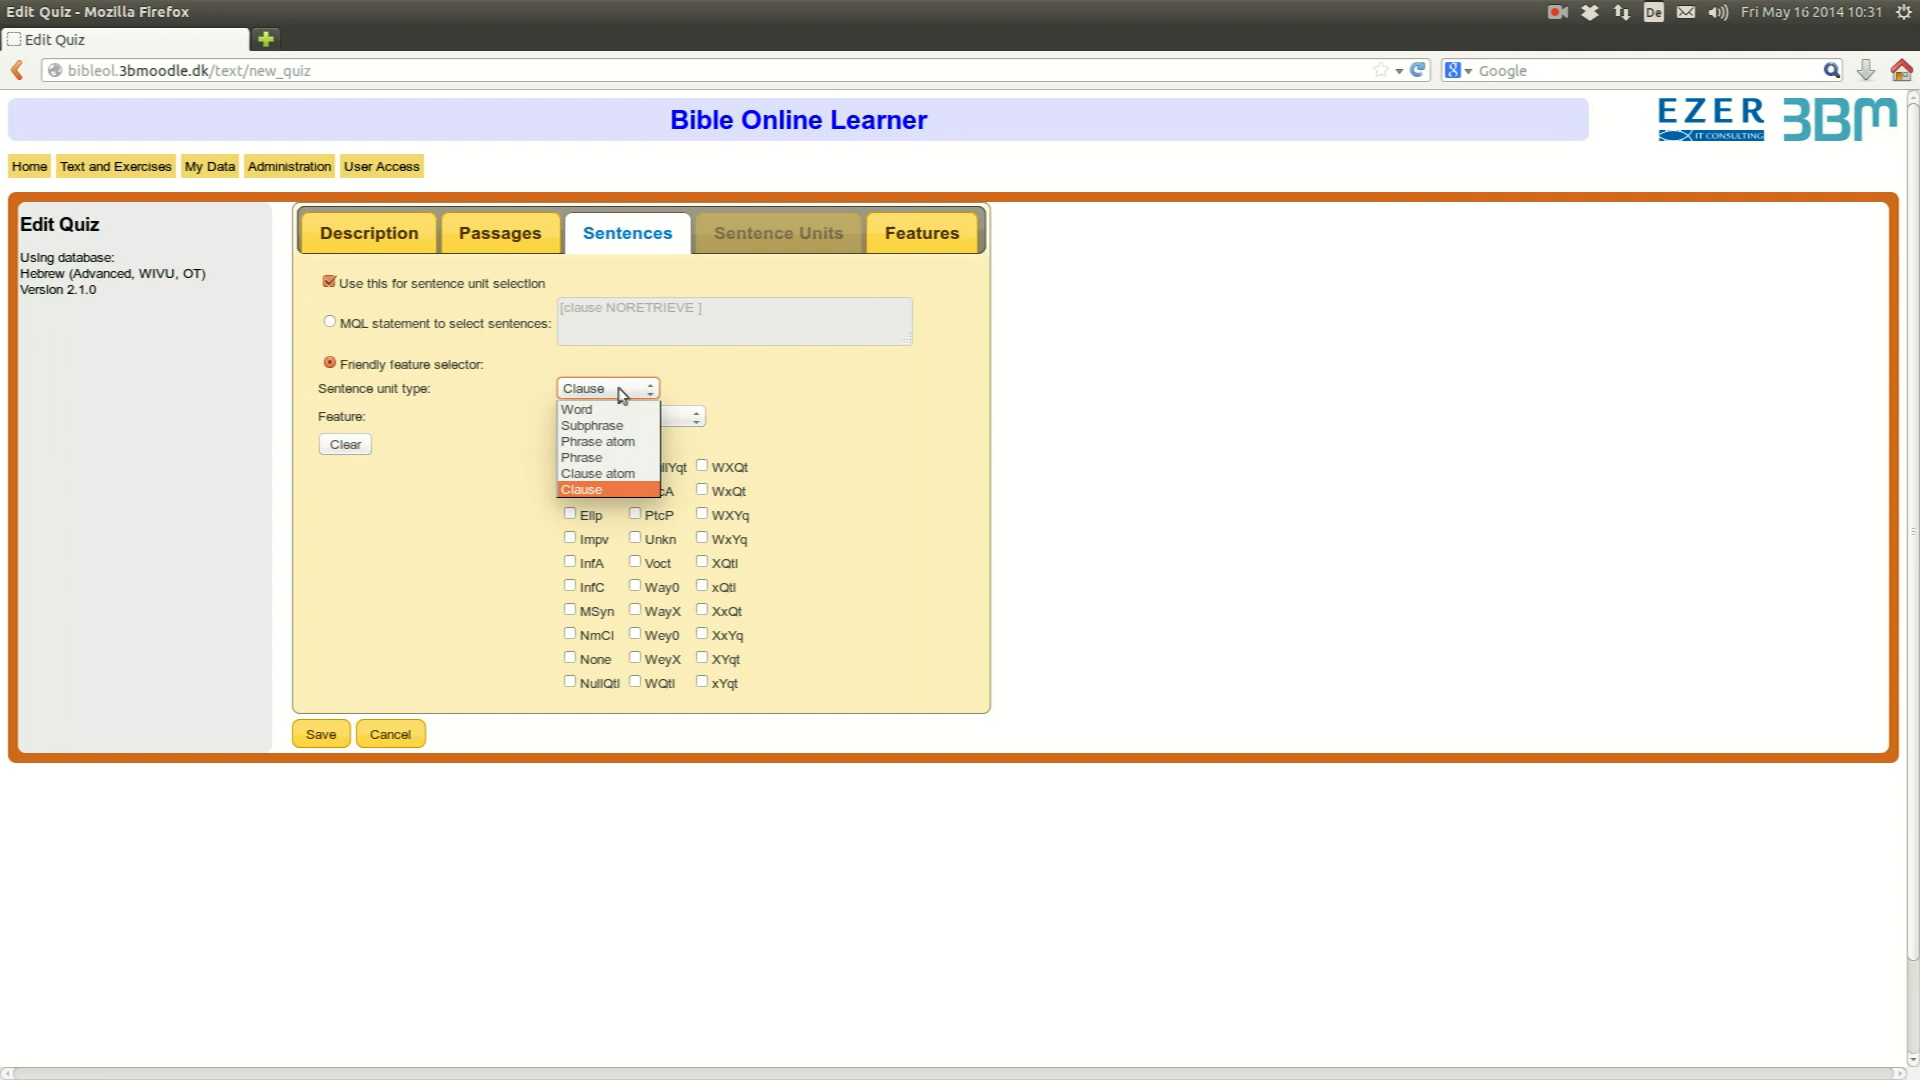 Edit Quiz - Mozilla Firefox
De
Fri May 16 2014 10:31
Edit Quiz
bibleol.3bmoodle.dk/text/new_quiz
Google
Bible Online Learner
EZER
IT CONSULTING
3Bm
Home Text and Exercises My Data Administration User Access
Edit Quiz
Using database:
Hebrew (Advanced, WIVU, OT)
Version 2.1.0
Description Passages Sentences Sentence Units Features
Use this for sentence unit selection
MQL statement to select sentences:
[clause NORETRIEVE ]
Friendly feature selector:
Sentence unit type:
Clause
Word
Subphrase
Phrase atom
Phrase
Clause atom
Clause
Feature:
Clear
llYqt WXQt
cA WxQt
Ellp PtcP WXYq
Impv Unkn WxYq
InfA Voct XQtl
InfC Way0 xQtl
MSyn WayX XxQt
NmCl Wey0 XxYq
None WeyX XYqt
NullQtl WQtl xYqt
Save Cancel